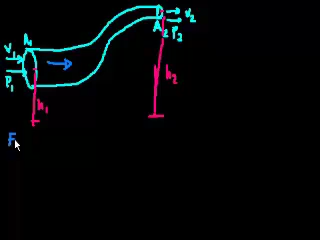 A₁
v₁
P₁
h₁
v₂
A₂ P₂
h₂
F